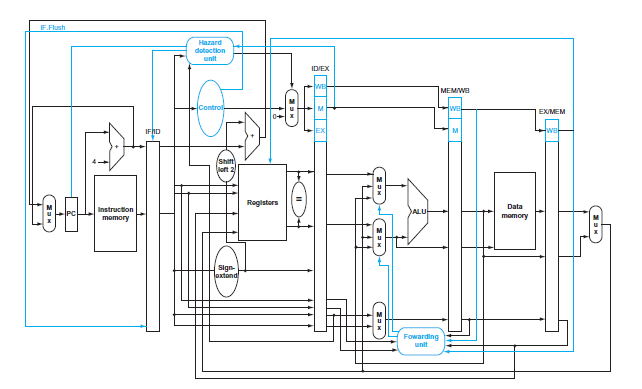 IF.Flush
Hazard
detection
unit
ID/EX
WB
M
EX
Control
M
u
x
0
IF/ID
+
4
+
Shift
left 2
M
u
x
PC
Instruction
memory
Registers
=
Sign-
extend
M
u
x
M
u
x
M
u
x
ALU
MEM/WB
WB
M
Data
memory
EX/MEM
WB
M
u
x
Fowarding
unit